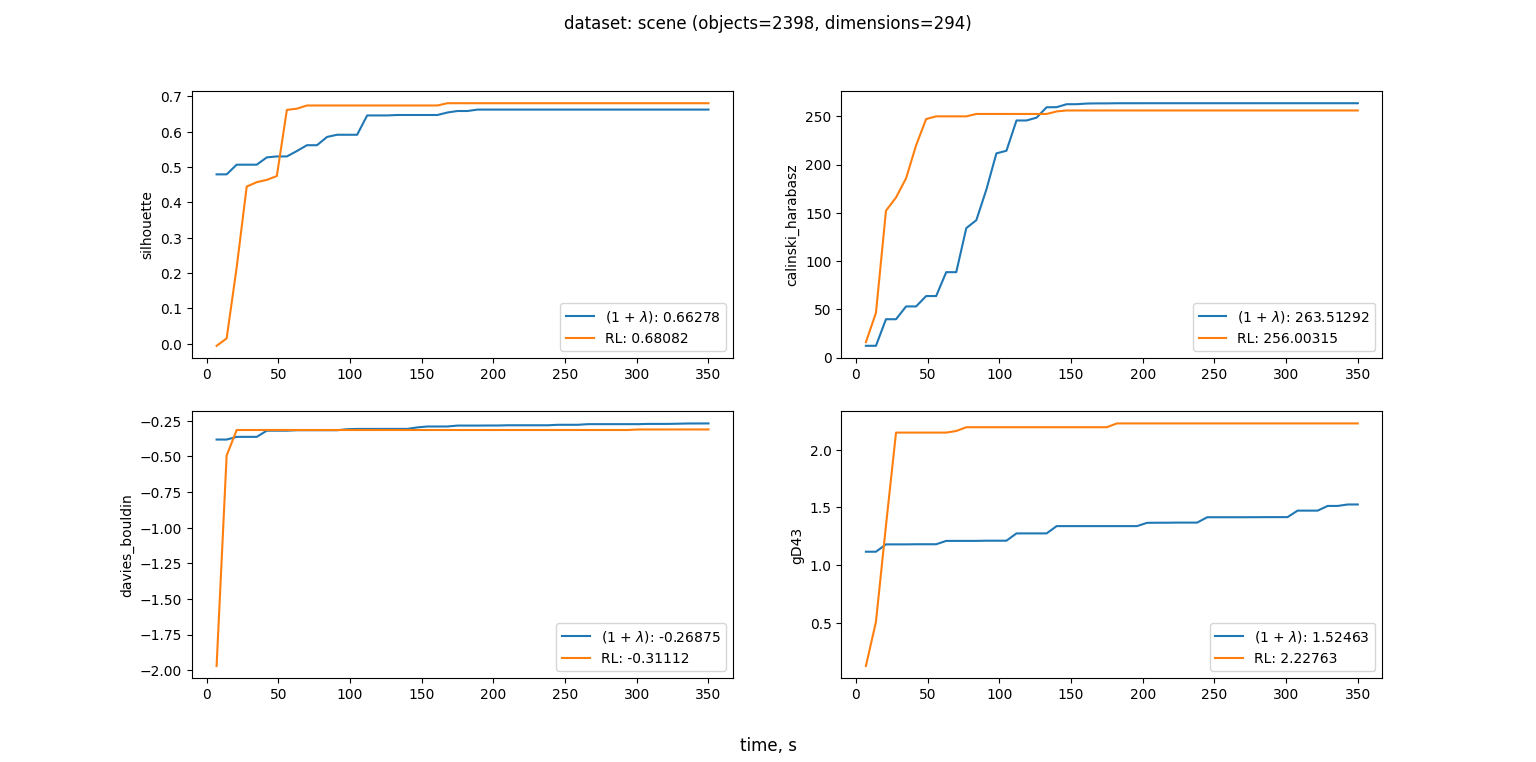 dataset: scene (objects=2398, dimensions=294)
0.7
0.6
0.5
0.4
0.3
0.2
0.1
0.0
silhouette
(1 + λ): 0.66278
RL: 0.68082
0 50 100 150 200 250 300 350
250
200
150
100
50
0
calinski_harabasz
(1 + λ): 263.51292
RL: 256.00315
0 50 100 150 200 250 300 350
−0.25
−0.50
−0.75
−1.00
−1.25
−1.50
−1.75
−2.00
davies_bouldin
(1 + λ): -0.26875
RL: -0.31112
0 50 100 150 200 250 300 350
2.0
1.5
1.0
0.5
gD43
(1 + λ): 1.52463
RL: 2.22763
0 50 100 150 200 250 300 350
time, s